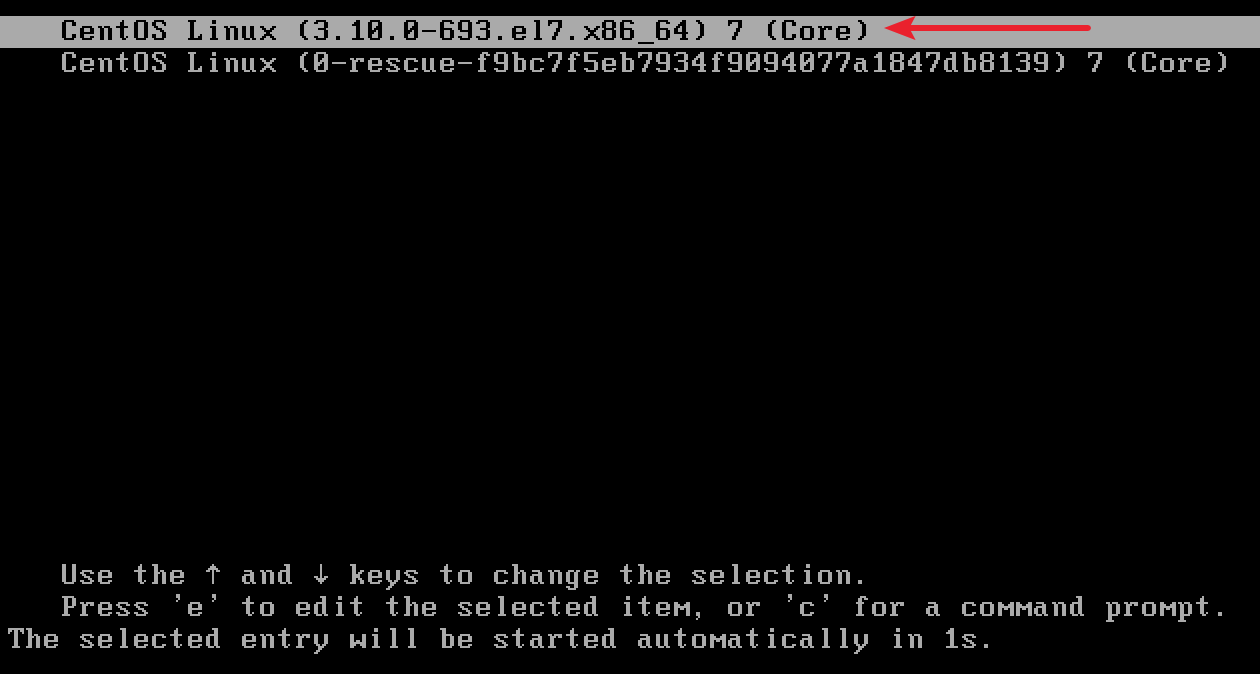 CentOS Linux (3.10.0-693.el7.x86_64) 7 (Core)
CentOS Linux (0-rescue-f9bc7f5eb7934f9094077a1847db8139) 7 (Core)
Use the ↑ and ↓ keys to change the selection.
Press 'e' to edit the selected item, or 'c' for a command prompt.
The selected entry will be started automatically in 1s.